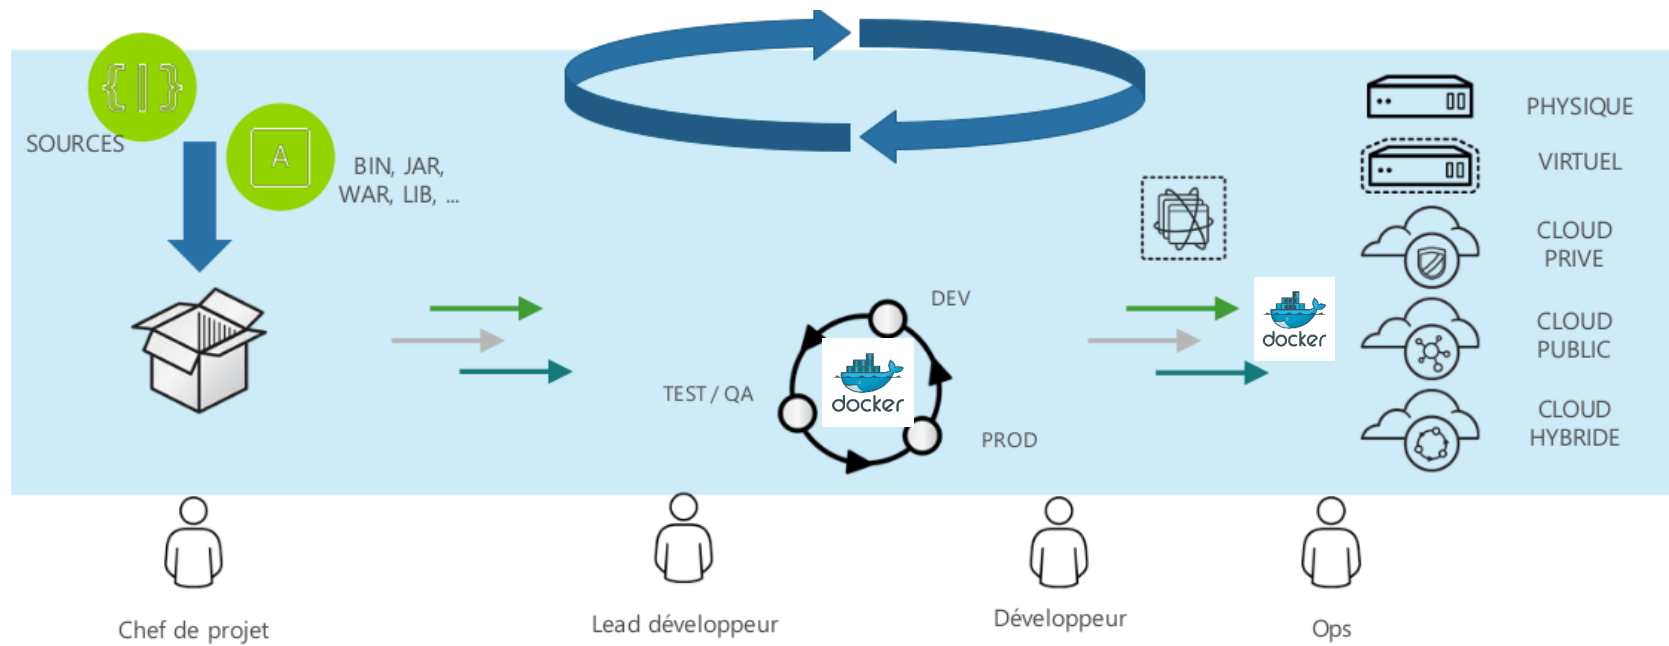 SOURCES
A
BIN, JAR,
WAR, LIB, ...
DEV
TEST / QA
docker
PROD
docker
PHYSIQUE
VIRTUEL
CLOUD
PRIVE
CLOUD
PUBLIC
CLOUD
HYBRIDE
Chef de projet
Lead développeur
Développeur
Ops